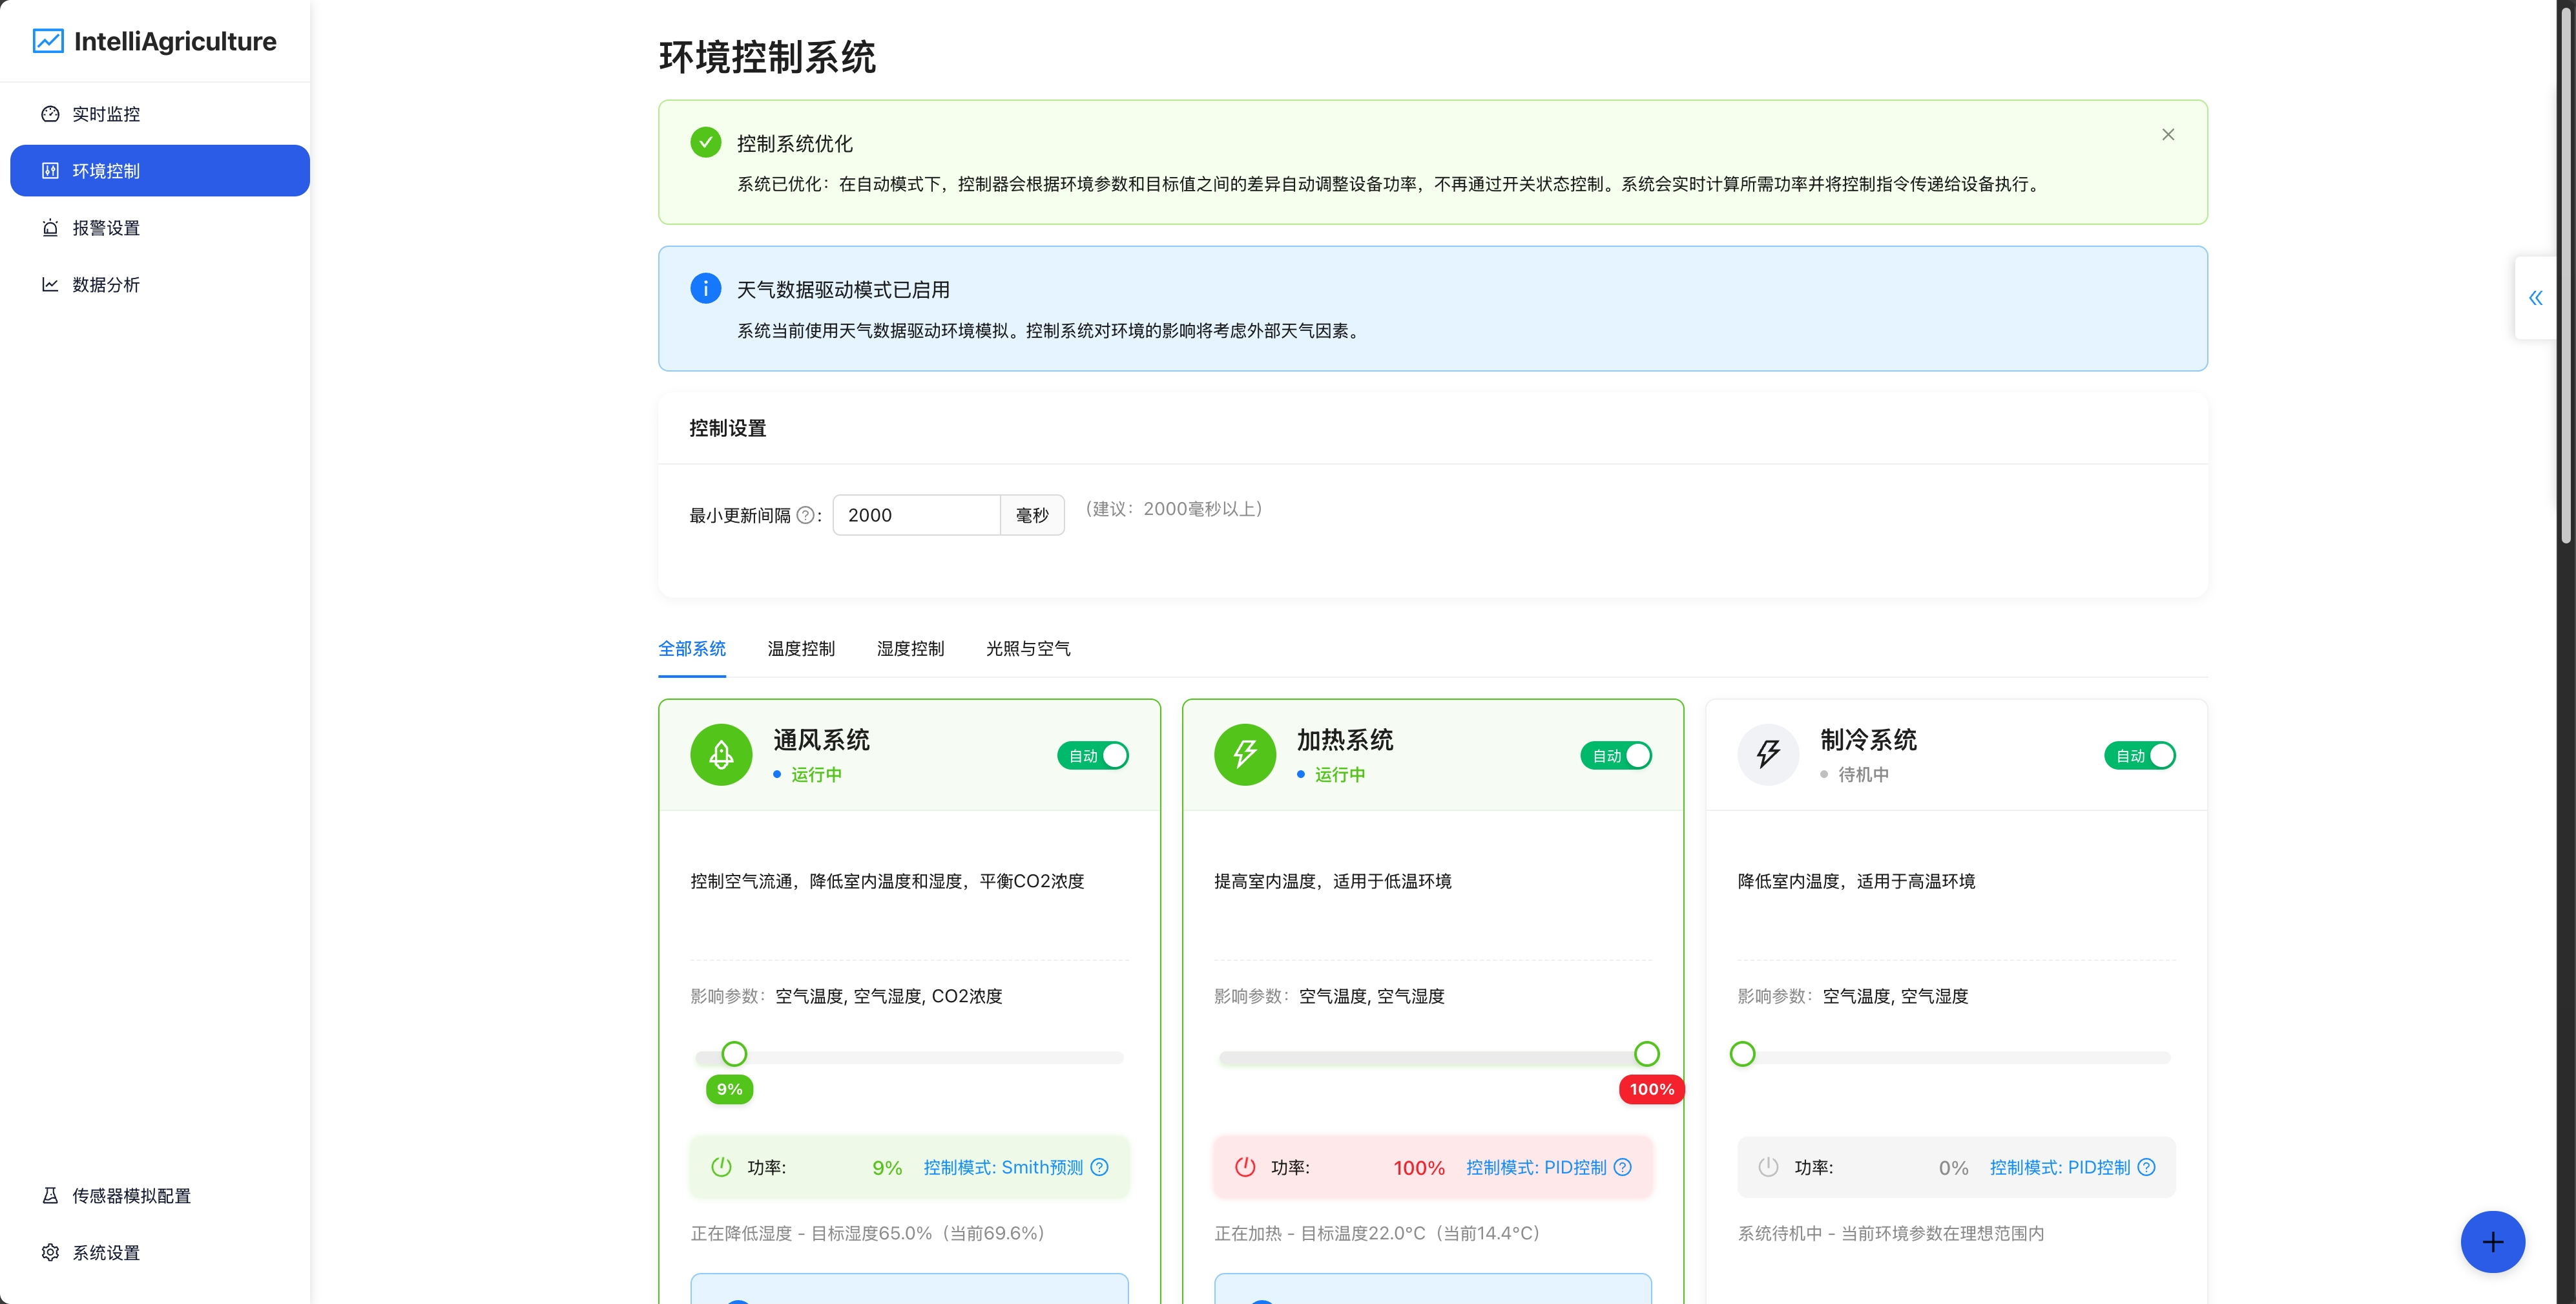 IntelliAgriculture
实时监控
环境控制
报警设置
数据分析
传感器模拟配置
系统设置
环境控制系统
控制系统优化
系统已优化：在自动模式下，控制器会根据环境参数和目标值之间的差异自动调整设备功率，不再通过开关状态控制。系统会实时计算所需功率并将控制指令传递给设备执行。
天气数据驱动模式已启用
系统当前使用天气数据驱动环境模拟。控制系统对环境的影响将考虑外部天气因素。
控制设置
最小更新间隔 : 2000 毫秒 (建议：2000毫秒以上)
全部系统 温度控制 湿度控制 光照与空气
通风系统
运行中
自动
控制空气流通，降低室内温度和湿度，平衡CO2浓度
影响参数：空气温度, 空气湿度, CO2浓度
9%
功率: 9% 控制模式: Smith预测
正在降低湿度 - 目标湿度65.0%（当前69.6%）
加热系统
运行中
自动
提高室内温度，适用于低温环境
影响参数：空气温度, 空气湿度
100%
功率: 100% 控制模式: PID控制
正在加热 - 目标温度22.0°C（当前14.4°C）
制冷系统
待机中
自动
降低室内温度，适用于高温环境
影响参数：空气温度, 空气湿度
功率: 0% 控制模式: PID控制
系统待机中 - 当前环境参数在理想范围内